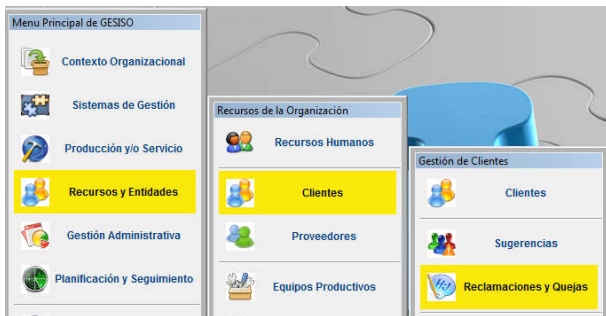 Menu Principal de GESISO
Contexto Organizacional
Sistemas de Gestión
Producción y/o Servicio
Recursos y Entidades
Gestión Administrativa
Planificación y Seguimiento
Recursos de la Organización
Recursos Humanos
Clientes
Proveedores
Equipos Productivos
Gestión de Clientes
Clientes
Sugerencias
Reclamaciones y Quejas